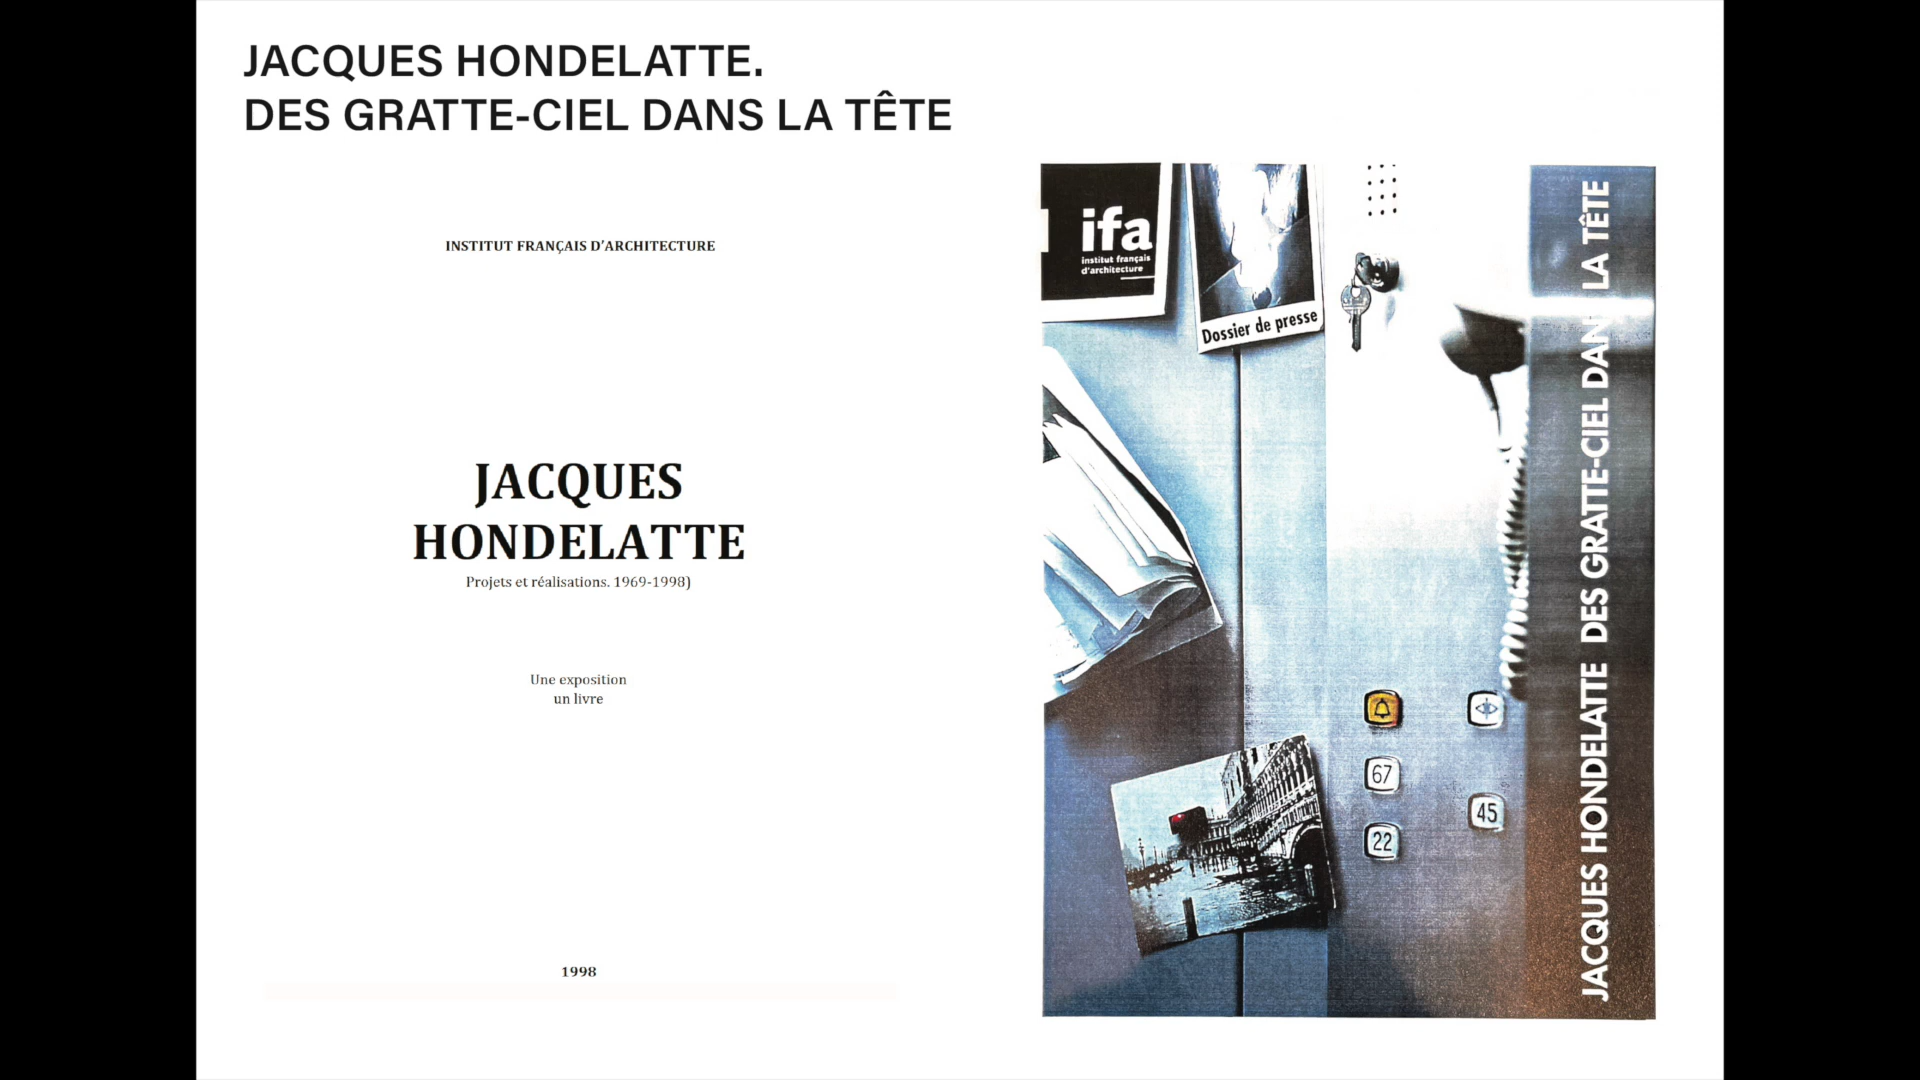 JACQUES HONDELATTE.
DES GRATTE-CIEL DANS LA TÊTE
INSTITUT FRANÇAIS D'ARCHITECTURE
JACQUES
HONDELATTE
Projets et réalisations. 1969-1998)
Une exposition
un livre
1998
ifa
institut français
d'architecture
Dossier de presse
67
45
22
JACQUES HONDELATTE DES GRATTE-CIEL DAN LA TÊTE